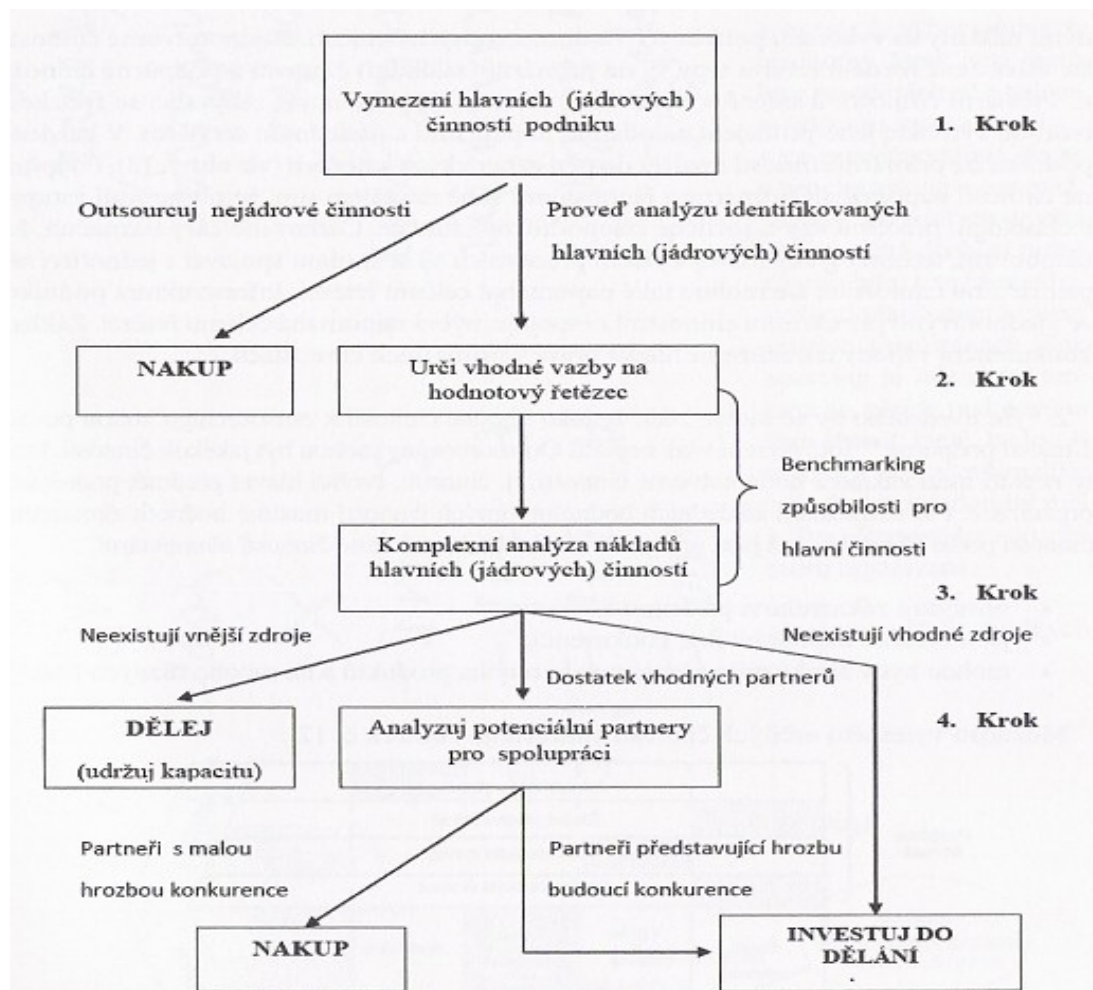 Vymezení hlavních (jádrových)
činností podniku
1. Krok
Outsourcuj nejádrové činnosti
Proveď analýzu identifikovaných
hlavních (jádrových) činností
NAKUP
Urči vhodné vazby na
hodnotový řetězec
2. Krok
Benchmarking
způsobilosti pro
hlavní činnosti
Komplexní analýza nákladů
hlavních (jádrových) činností
3. Krok
Neexistují vnější zdroje
Neexistují vhodné zdroje
Dostatek vhodných partnerů
DĚLEJ
(udržuj kapacitu)
Analyzuj potenciální partnery
pro spolupráci
4. Krok
Partneři s malou
hrozbou konkurence
Partneři představující hrozbu
budoucí konkurence
NAKUP
INVESTUJ DO
DĚLÁNÍ